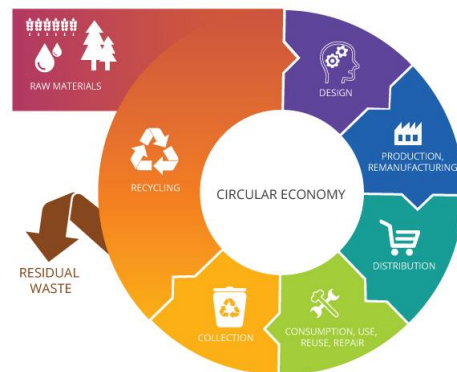 RAW MATERIALS
DESIGN
PRODUCTION,
REMANUFACTURING
RECYCLING
CIRCULAR ECONOMY
DISTRIBUTION
RESIDUAL
WASTE
COLLECTION
CONSUMPTION, USE,
REUSE, REPAIR